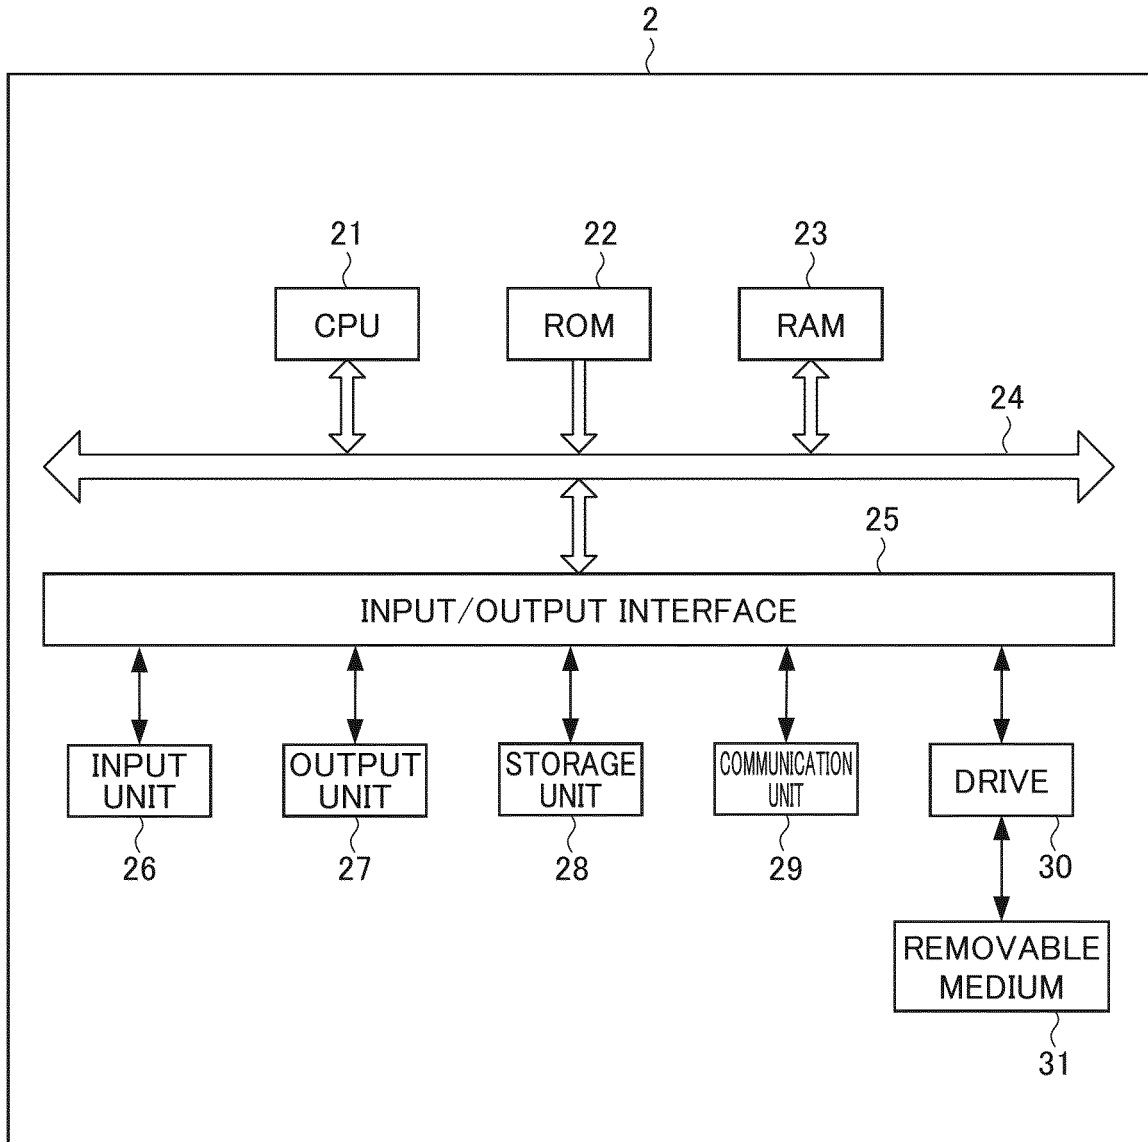 2
21
22
23
CPU
ROM
RAM
24
25
INPUT/OUTPUT INTERFACE
INPUT
UNIT
OUTPUT
UNIT
STORAGE
UNIT
COMMUNICATION
UNIT
DRIVE
26
27
28
29
30
REMOVABLE
MEDIUM
31